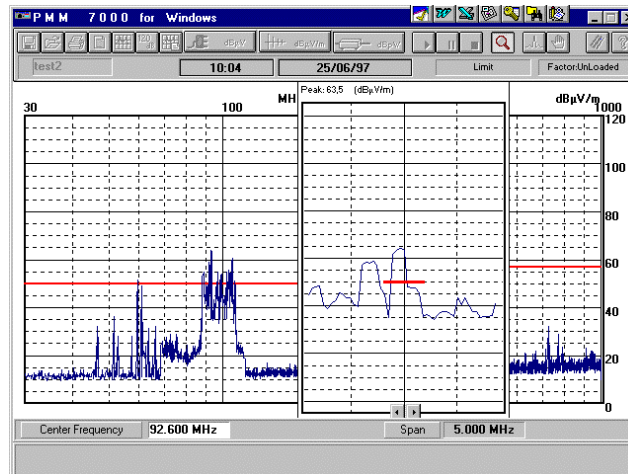 PMM 7000 for Windows
dBµV dBµV/m dBpV
test2 10:04 25/06/97 Limit Factor:UnLoaded
30 100 MH Peak: 63,5 (dBµV/m) dBµV/m 1000
120
100
80
60
40
20
0
Center Frequency 92.600 MHz Span 5.000 MHz